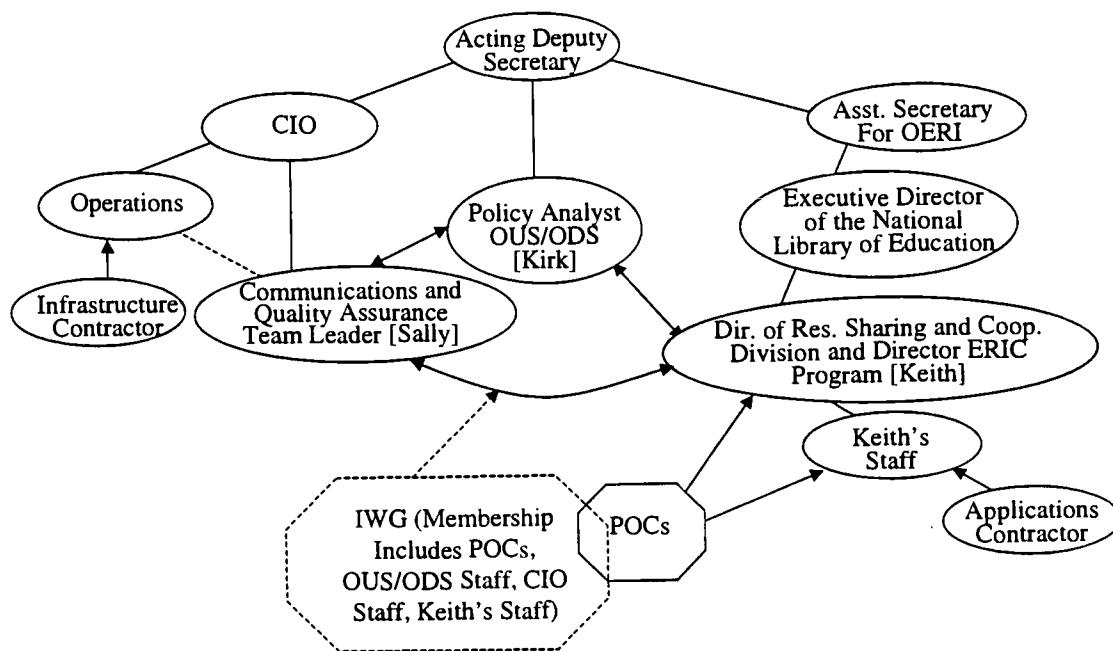 Acting Deputy
Secretary
CIO
Asst. Secretary
For OERI
Operations
Policy Analyst
OUS/ODS
[Kirk]
Executive Director
of the National
Library of Education
Infrastructure
Contractor
Communications and
Quality Assurance
Team Leader [Sally]
Dir. of Res. Sharing and Coop.
Division and Director ERIC
Program [Keith]
Keith's
Staff
IWG (Membership
Includes POCs,
OUS/ODS Staff, CIO
Staff, Keith's Staff)
POCs
Applications
Contractor